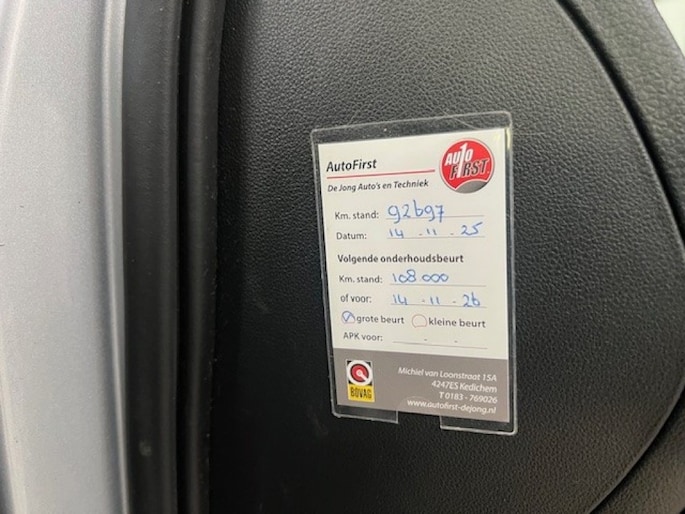 AUTO
FIRST
AutoFirst
De Jong Auto's en Techniek
Km. stand: 92697
Datum: 14 - 11 - 25
Volgende onderhoudsbeurt
Km. stand: 108.000
of voor: 14 - 11 - 26
grote beurt kleine beurt
APK voor: - -
BOVAG
Michiel van Loonstraat 15A
4247ES Kedichem
T 0183 - 769026
www.autofirst-dejong.nl